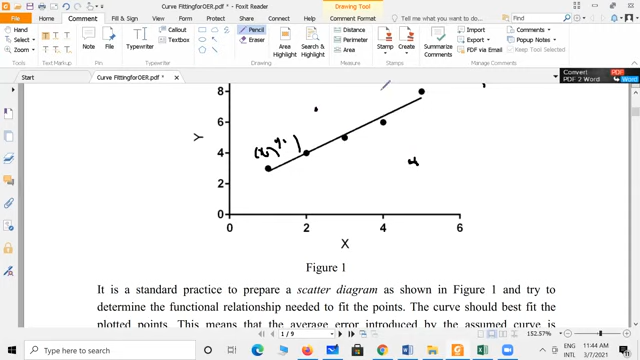 Curve FittingforOER.pdf * - Foxit Reader
Drawing Tool
File Home Comment View Form Protect Share Help Comment Format Tell me what you want to do... Find
Hand
Select
Zoom
Tools
Text Markup
Note
File
Pin
Typewriter
Callout
Textbox
Typewriter
Drawing
Pencil
Eraser
Area Highlight
Search & Highlight
Distance
Perimeter
Area
Measure
Stamp
Create
Stamps
Summarize Comments
Import
Export
FDF via Email
Manage Comments
Comments
Popup Notes
Keep Tool Selected
Start
Curve FittingforOER.pdf *
Convert PDF
PDF 2 Word
8
6
4
2
0
Y
0 2 4 6
X
Figure 1
It is a standard practice to prepare a scatter diagram as shown in Figure 1 and try to
determine the functional relationship needed to fit the points. The curve should best fit the
plotted points. This means that the average error introduced by the assumed curve is
1 / 9
152.57%
Type here to search
ENG
INTL
11:44 AM
3/7/2021